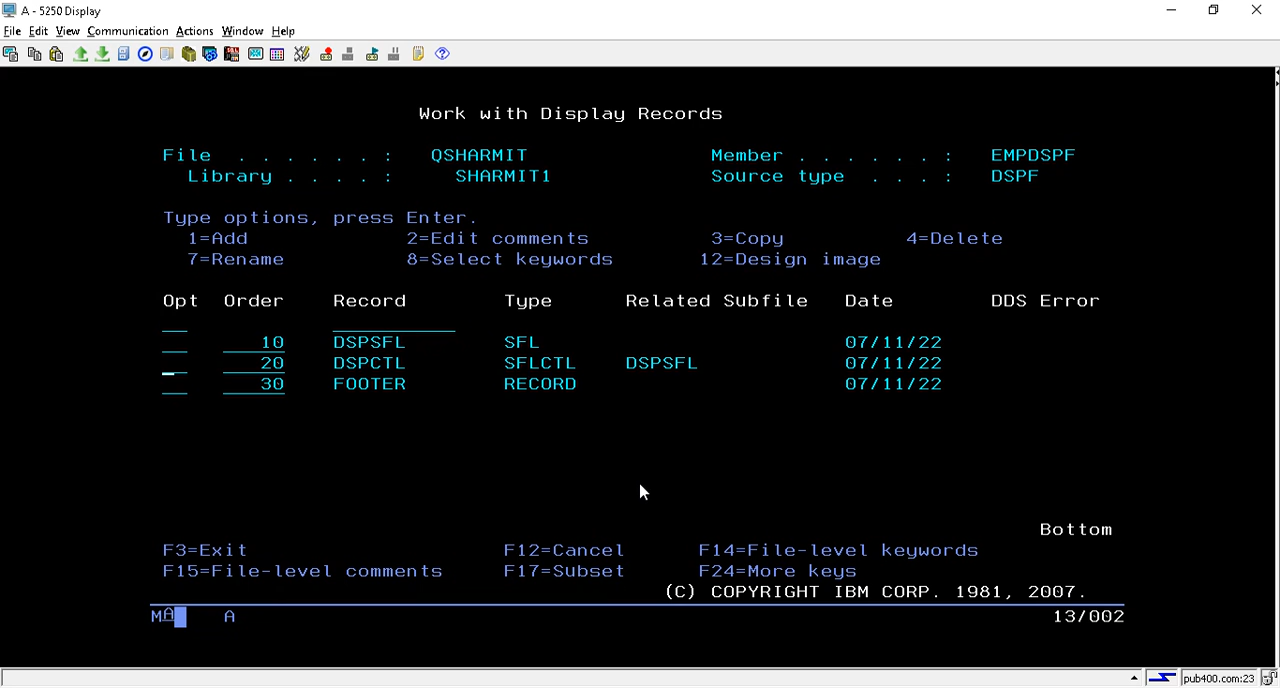 A - 5250 Display
File Edit View Communication Actions Window Help
Work with Display Records
File . . . . . . : QSHARMIT Member . . . . . . : EMPDSPF
Library . . . . : SHARMIT1 Source type . . . : DSPF
Type options, press Enter.
1=Add 2=Edit comments 3=Copy 4=Delete
7=Rename 8=Select keywords 12=Design image
Opt Order Record Type Related Subfile Date DDS Error
10 DSPSFL SFL 07/11/22
20 DSPCTL SFLCTL DSPSFL 07/11/22
30 FOOTER RECORD 07/11/22
Bottom
F3=Exit F12=Cancel F14=File-level keywords
F15=File-level comments F17=Subset F24=More keys
(C) COPYRIGHT IBM CORP. 1981, 2007.
MA A 13/002
pub400.com:23